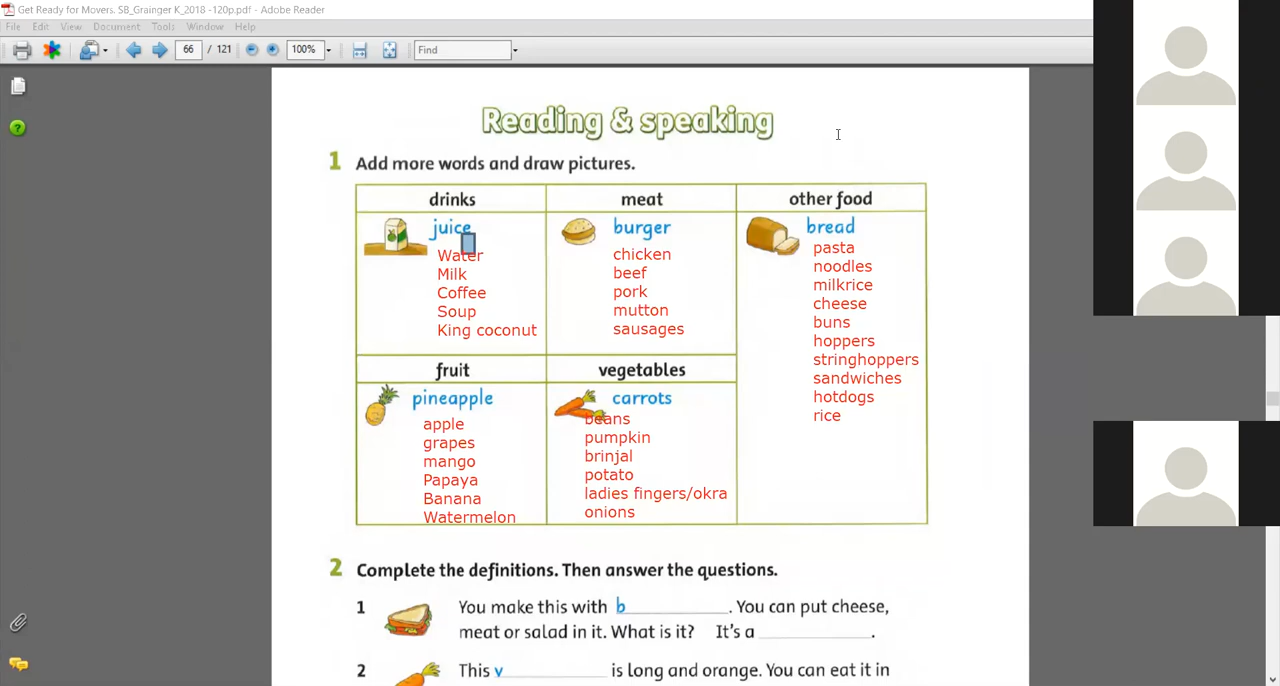 Get Ready for Movers. SB_Grainger K_2018 -120p.pdf - Adobe Reader
File Edit View Document Tools Window Help
66 / 121 100% Find
Reading & speaking
1 Add more words and draw pictures.
drinks
juice
Water
Milk
Coffee
Soup
King coconut
meat
burger
chicken
beef
pork
mutton
sausages
other food
bread
pasta
noodles
milkrice
cheese
buns
hoppers
stringhoppers
sandwiches
hotdogs
rice
fruit
pineapple
apple
grapes
mango
Papaya
Banana
Watermelon
vegetables
carrots
beans
pumpkin
brinjal
potato
ladies fingers/okra
onions
2 Complete the definitions. Then answer the questions.
1 You make this with b__________. You can put cheese,
meat or salad in it. What is it? It's a __________.
2 This v__________ is long and orange. You can eat it in